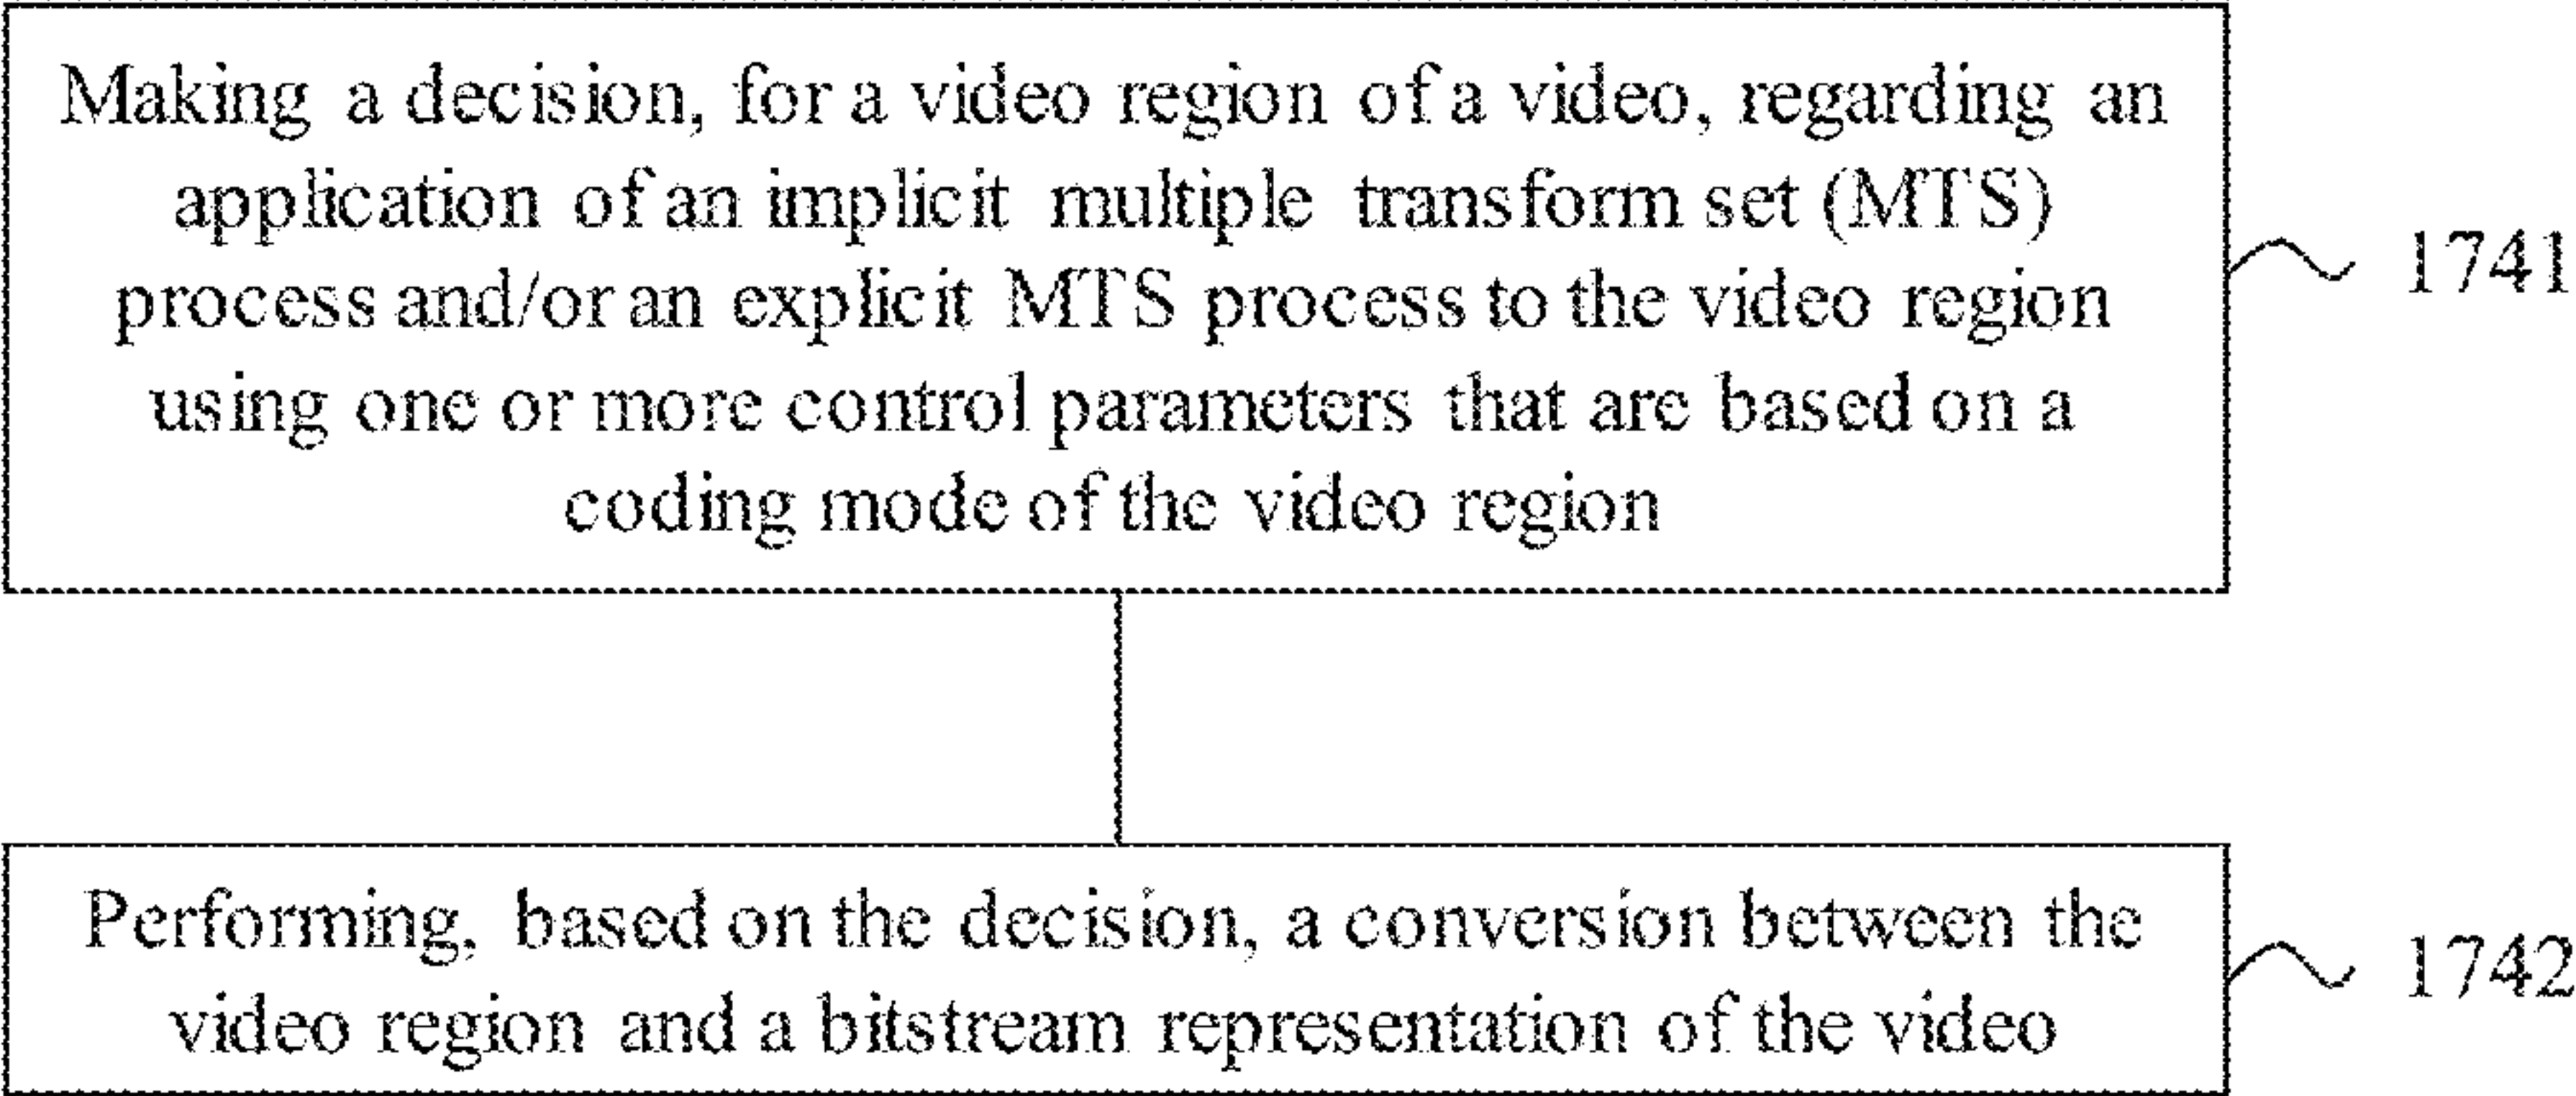 Making a decision, for a video region of a video, regarding an
application of an implicit multiple transform set (MTS)
process and/or an explicit MTS process to the video region
using one or more control parameters that are based on a
coding mode of the video region
1741
Performing, based on the decision, a conversion between the
video region and a bitstream representation of the video
1742